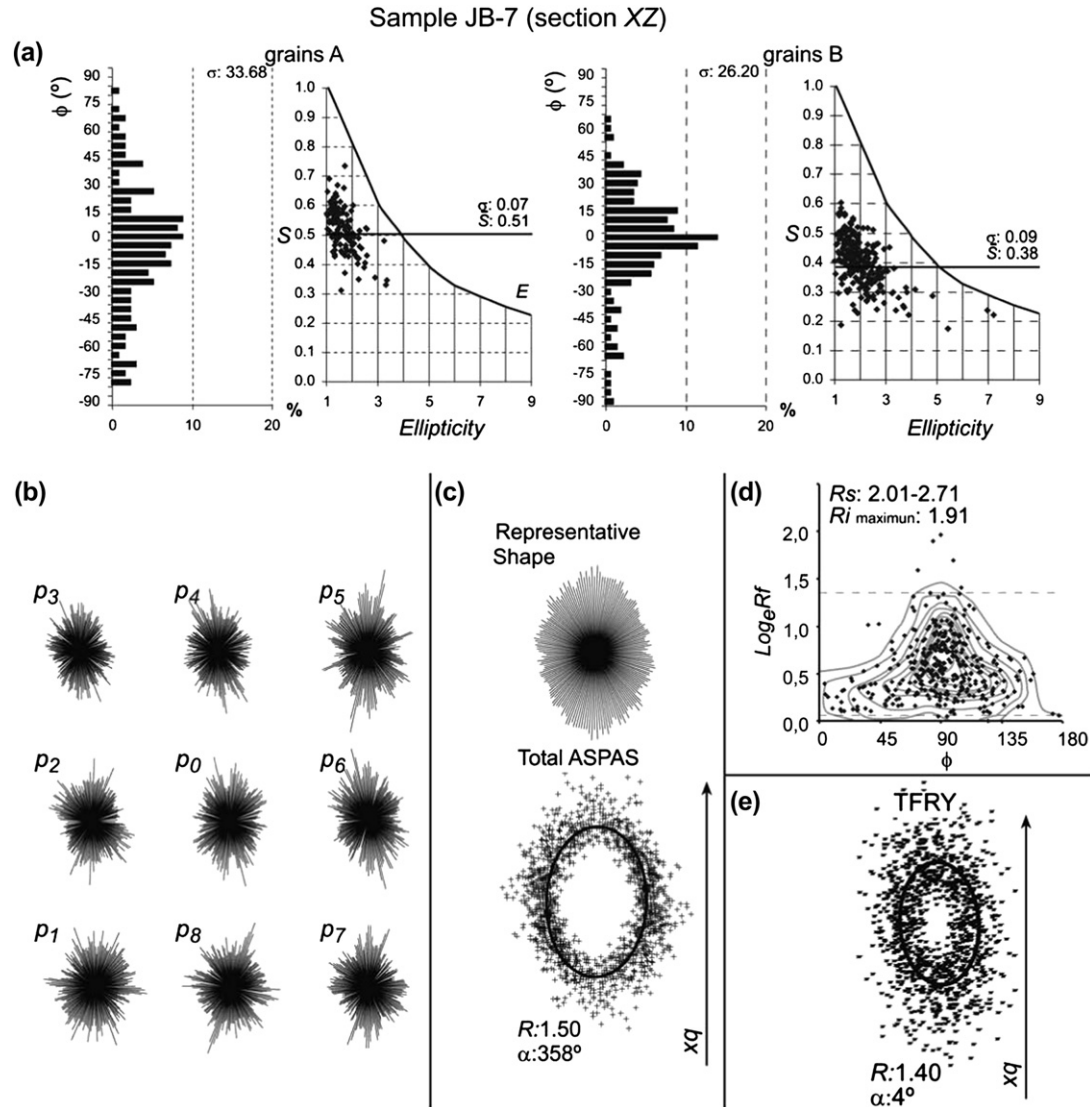 Sample JB-7 (section XZ)
(a)
grains A
σ: 33.68
ϕ (º)
90
75
60
45
30
15
0
-15
-30
-45
-60
-75
-90
0 10 20
%
1.0
0.9
0.8
0.7
0.6
0.5
0.4
0.3
0.2
0.1
0.0
S
σ: 0.07
S̄: 0.51
E
1 3 5 7 9
Ellipticity
grains B
σ: 26.20
ϕ (º)
90
75
60
45
30
15
0
-15
-30
-45
-60
-75
-90
0 10 20
%
1.0
0.9
0.8
0.7
0.6
0.5
0.4
0.3
0.2
0.1
0.0
S
σ: 0.09
S̄: 0.38
1 3 5 7 9
Ellipticity
(b)
p3 p4 p5
p2 p0 p6
p1 p8 p7
(c)
Representative
Shape
Total ASPAS
xq
R:1.50
α:358º
(d)
Rs: 2.01-2.71
Ri maximun: 1.91
LogeRf
2,0
1,5
1,0
0,5
0,0
0 45 90 135 180
ϕ
(e)
TFRY
xq
R:1.40
α:4º